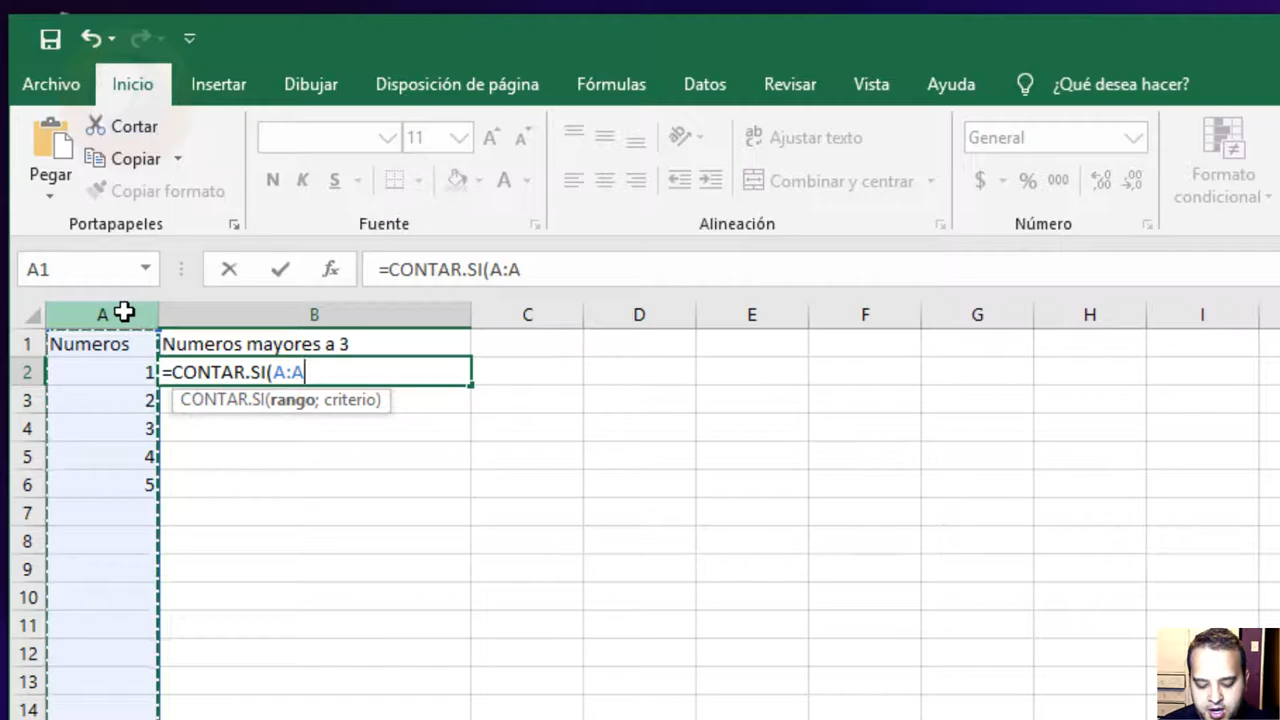 Archivo Inicio Insertar Dibujar Disposición de página Fórmulas Datos Revisar Vista Ayuda ¿Qué desea hacer?
Pegar
Cortar
Copiar
Copiar formato
Portapapeles
11
N K S
Fuente
Ajustar texto
Combinar y centrar
Alineación
General
$ % 000
Número
Formato
condicional
A1 fx =CONTAR.SI(A:A
A B C D E F G H I
1 Numeros Numeros mayores a 3
2 1 =CONTAR.SI(A:A
CONTAR.SI(rango; criterio)
3 2
4 3
5 4
6 5
7
8
9
10
11
12
13
14